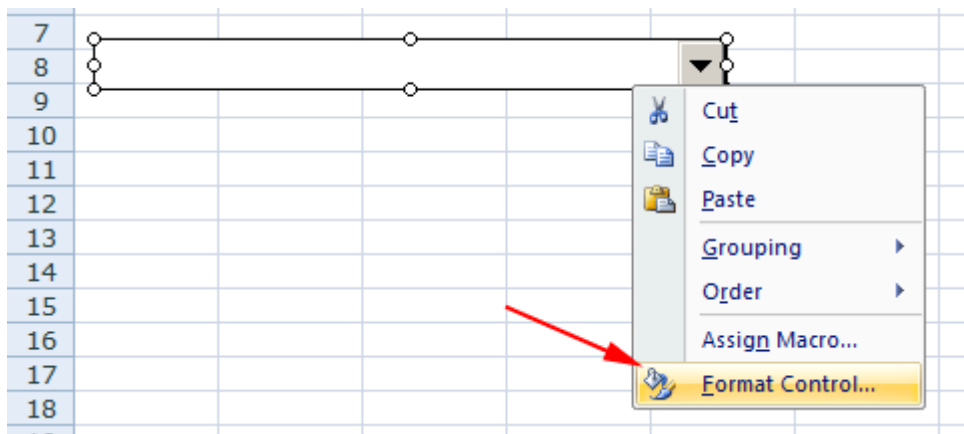 7
8
9
10
11
12
13
14
15
16
17
18
Cut
Copy
Paste
Grouping
Order
Assign Macro...
Format Control...